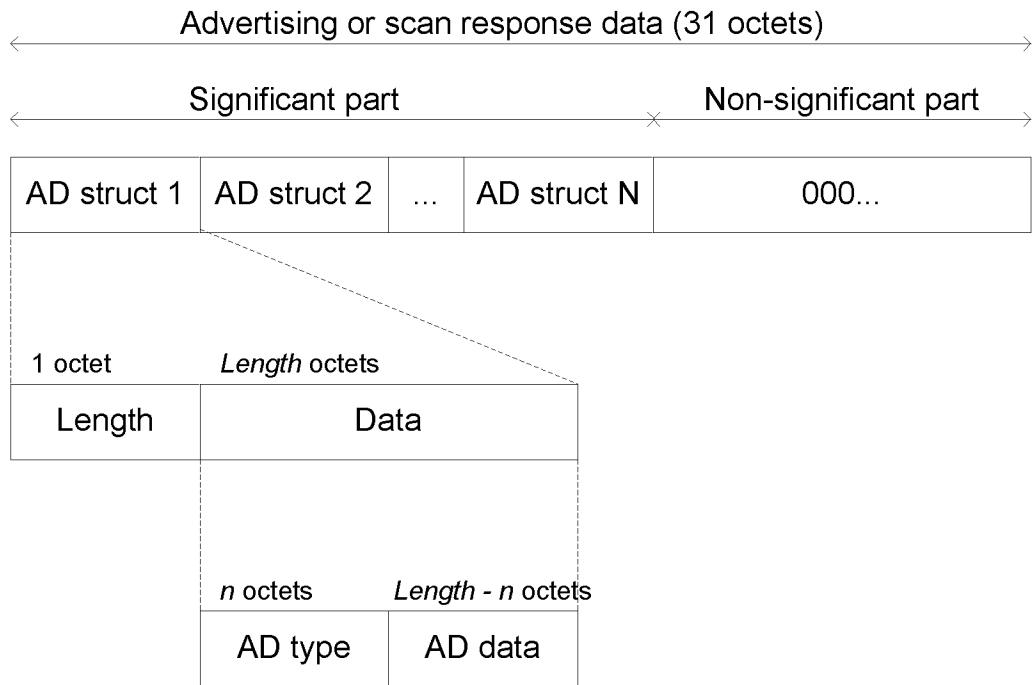 Advertising or scan response data (31 octets)
Significant part Non-significant part
AD struct 1 AD struct 2 ... AD struct N 000...
1 octet Length octets
Length Data
n octets Length - n octets
AD type AD data